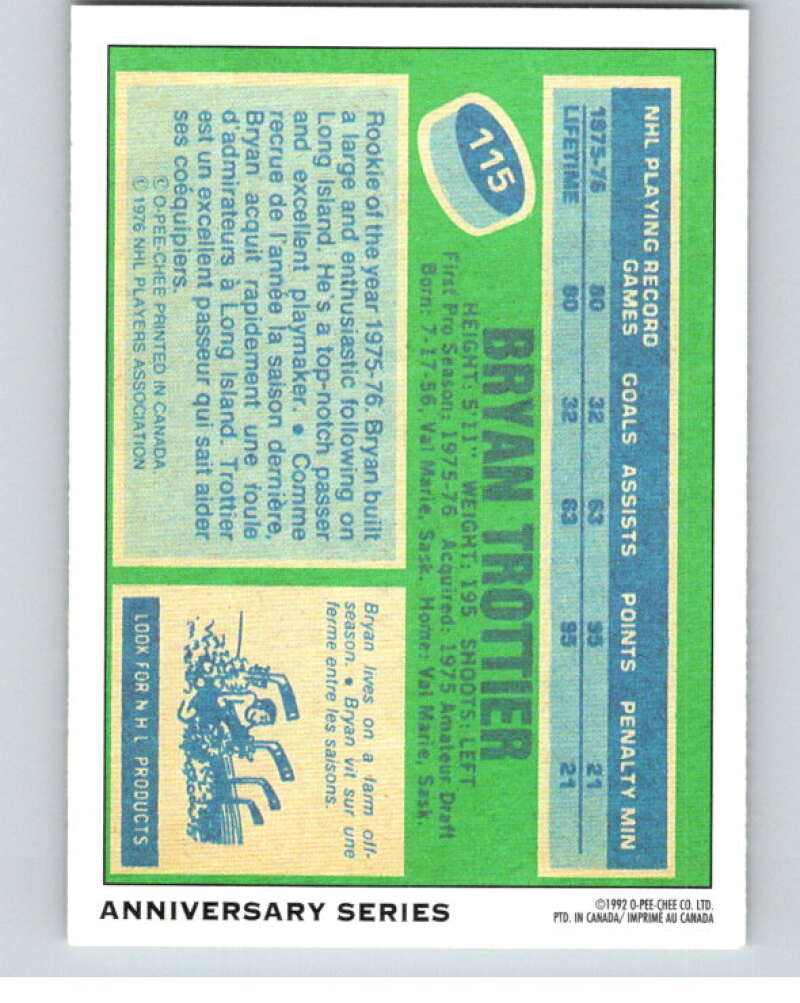 NHL PLAYING RECORD
GAMES GOALS ASSISTS POINTS PENALTY MIN
1975-76 80 32 63 95 21
LIFETIME 80 32 63 95 21
115
BRYAN TROTTIER
HEIGHT: 5'11" WEIGHT: 195 SHOOTS: LEFT
First Pro Season: 1975-76 Acquired: 1975 Amateur Draft
Born: 7-17-56, Val Marie, Sask. Home: Val Marie, Sask.
Rookie of the year 1975-76. Bryan built
a large and enthusiastic following on
Long Island. He's a top-notch passer
and excellent playmaker. • Comme
recrue de l'année la saison dernière,
Bryan acquit rapidement une foule
d'admirateurs à Long Island. Trottier
est un excellent passeur qui sait aider
ses coéquipiers.
© O-PEE-CHEE PRINTED IN CANADA
© 1976 NHL PLAYERS ASSOCIATION
Bryan lives on a farm off-
season. • Bryan vit sur une
ferme entre les saisons.
LOOK FOR NHL PRODUCTS
ANNIVERSARY SERIES
©1992 O-PEE-CHEE CO. LTD.
PTD. IN CANADA/ IMPRIMÉ AU CANADA